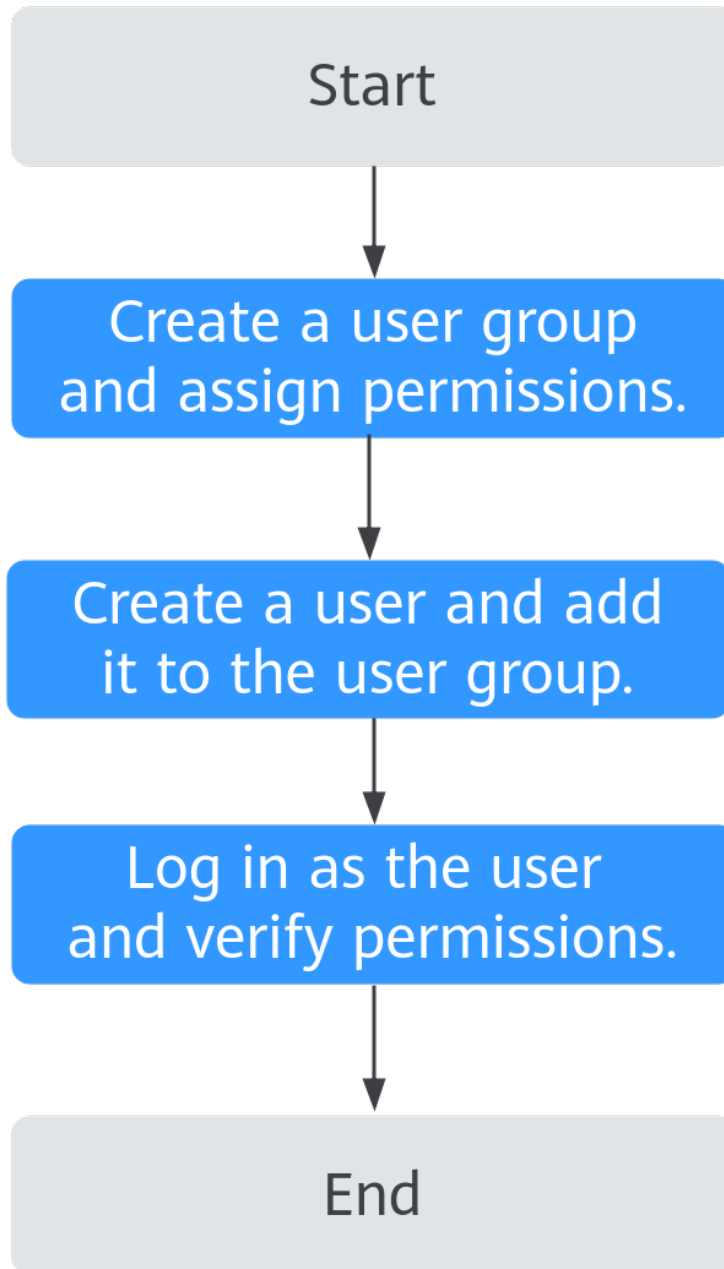 Start
Create a user group
and assign permissions.
Create a user and add
it to the user group.
Log in as the user
and verify permissions.
End